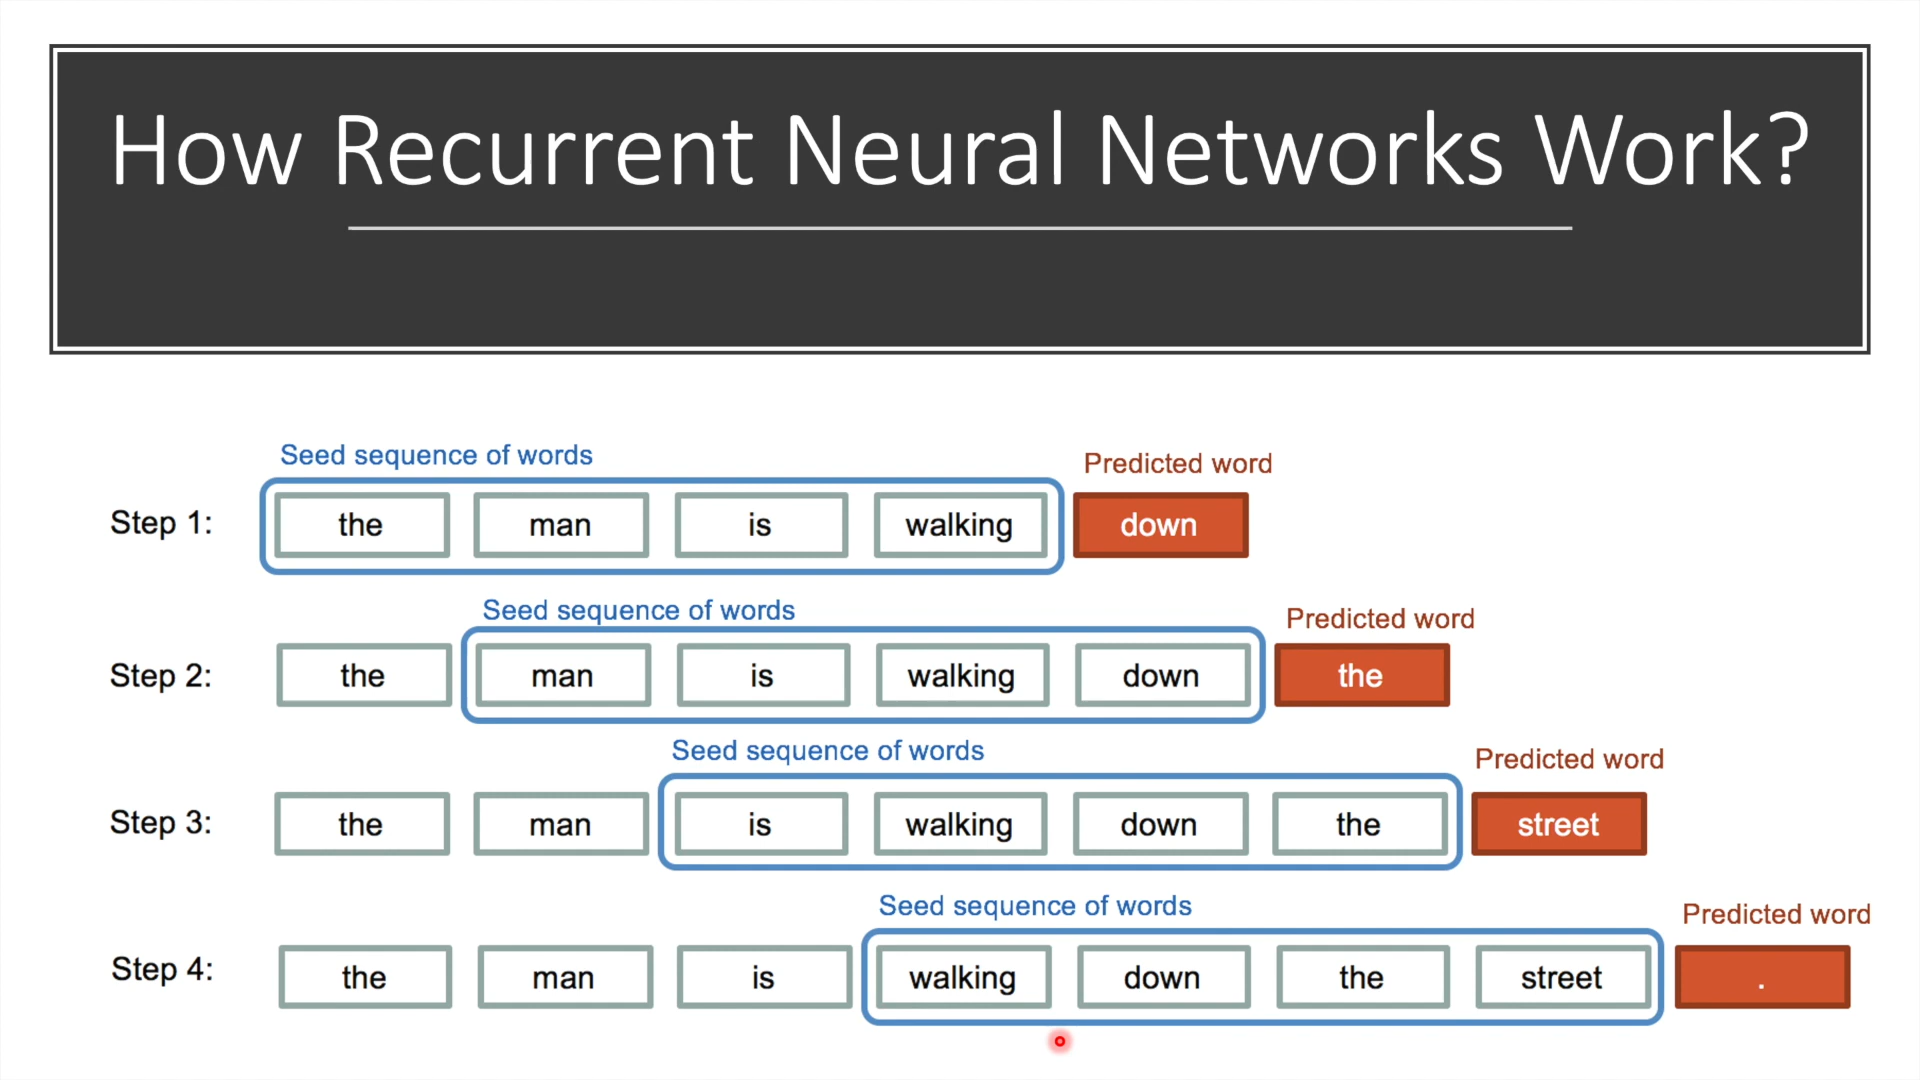 How Recurrent Neural Networks Work?
Seed sequence of words
Predicted word
Step 1: the man is walking down
Seed sequence of words
Predicted word
Step 2: the man is walking down the
Seed sequence of words
Predicted word
Step 3: the man is walking down the street
Seed sequence of words
Predicted word
Step 4: the man is walking down the street .